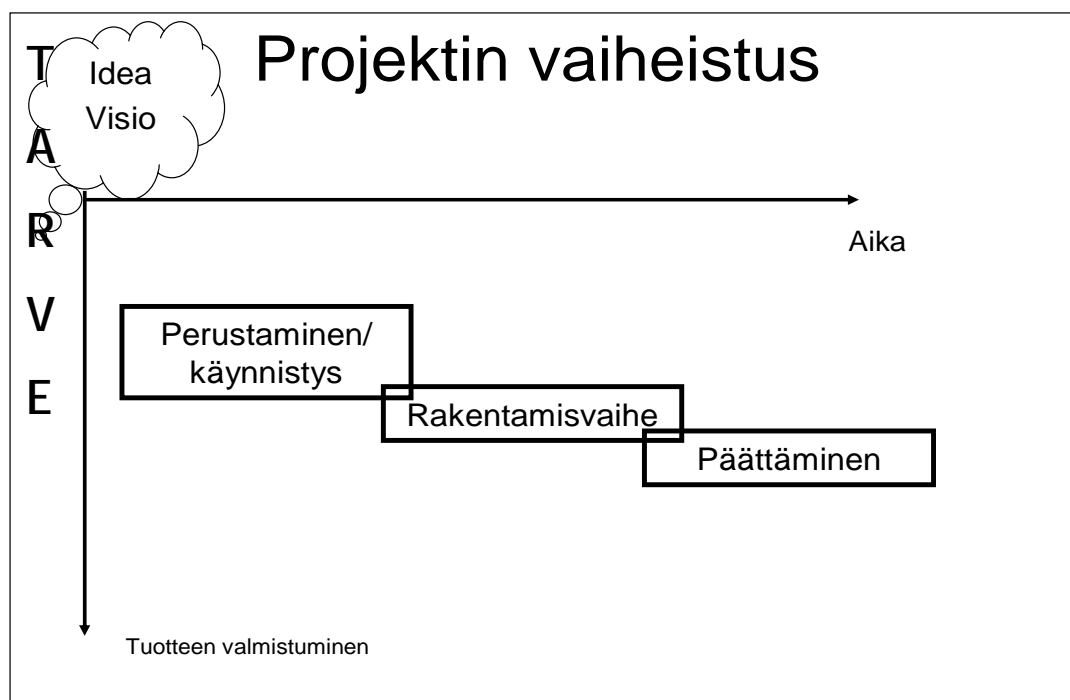 Projektin vaiheistus
Idea
Visio
T
A
R
V
E
Aika
Perustaminen/
käynnistys
Rakentamisvaihe
Päättäminen
Tuotteen valmistuminen